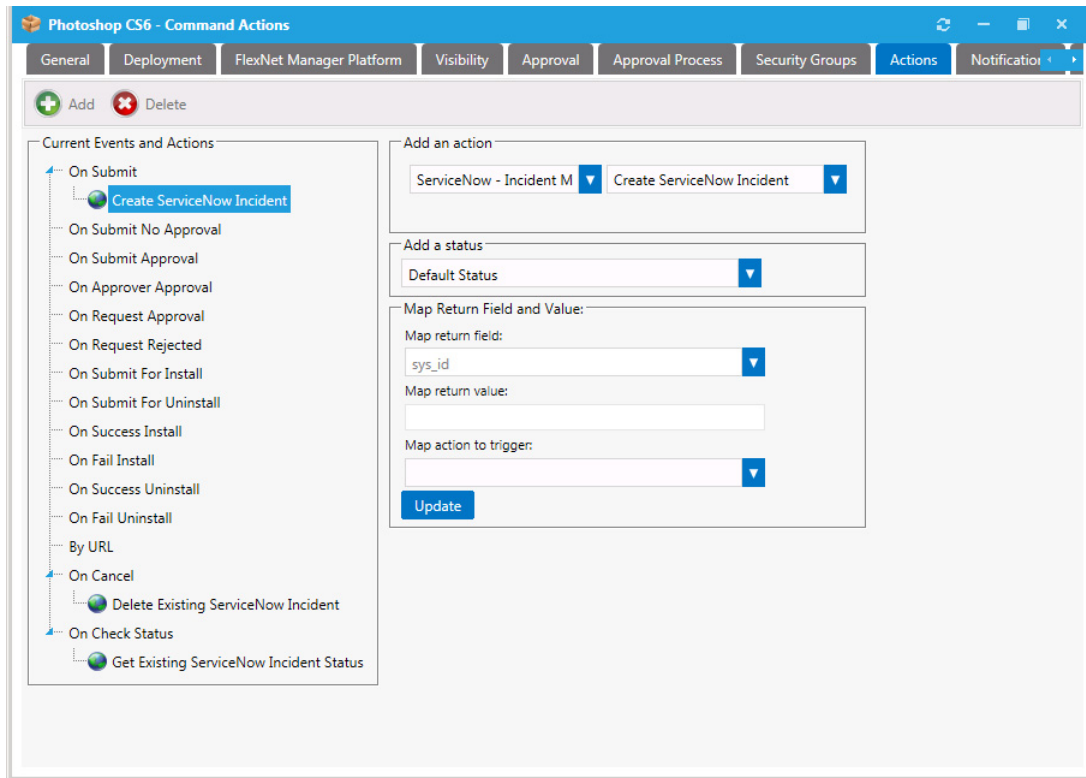 Photoshop CS6 - Command Actions
General Deployment FlexNet Manager Platform Visibility Approval Approval Process Security Groups Actions Notification
Add Delete
Current Events and Actions
On Submit
Create ServiceNow Incident
On Submit No Approval
On Submit Approval
On Approver Approval
On Request Approval
On Request Rejected
On Submit For Install
On Submit For Uninstall
On Success Install
On Fail Install
On Success Uninstall
On Fail Uninstall
By URL
On Cancel
Delete Existing ServiceNow Incident
On Check Status
Get Existing ServiceNow Incident Status
Add an action
ServiceNow - Incident M Create ServiceNow Incident
Add a status
Default Status
Map Return Field and Value:
Map return field:
sys_id
Map return value:
Map action to trigger:
Update